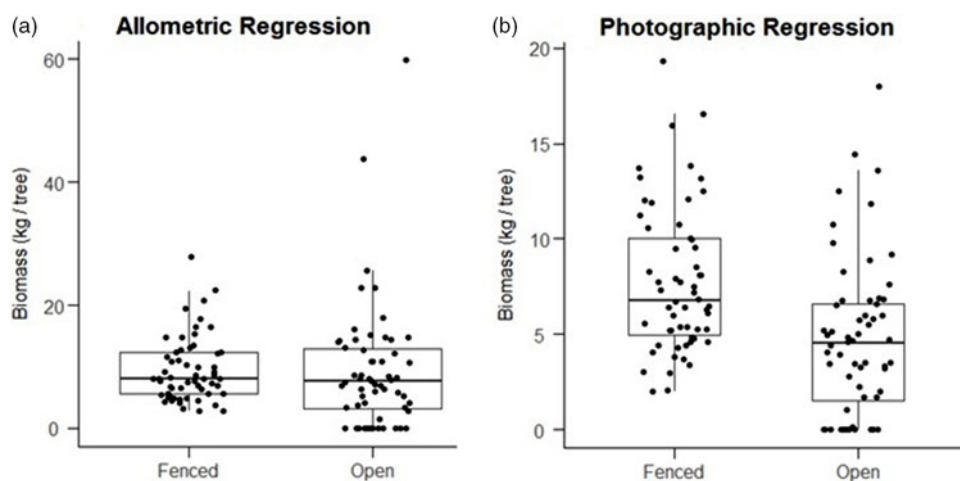 (a) Allometric Regression
60
40
20
0
Biomass (kg / tree)
Fenced Open
(b) Photographic Regression
20
15
10
5
0
Biomass (kg / tree)
Fenced Open